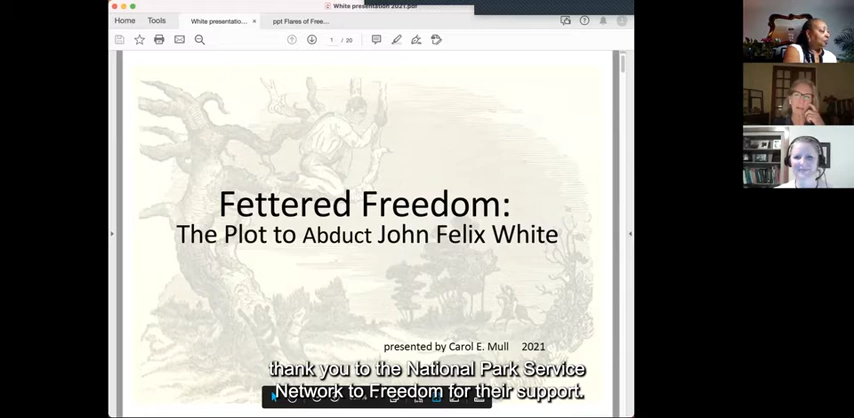 White presentation 2021.pdf
Home Tools White presentatio... × ppt Flares of Free...
1 / 20
Fettered Freedom:
The Plot to Abduct John Felix White
presented by Carol E. Mull 2021
thank you to the National Park Service
Network to Freedom for their support.